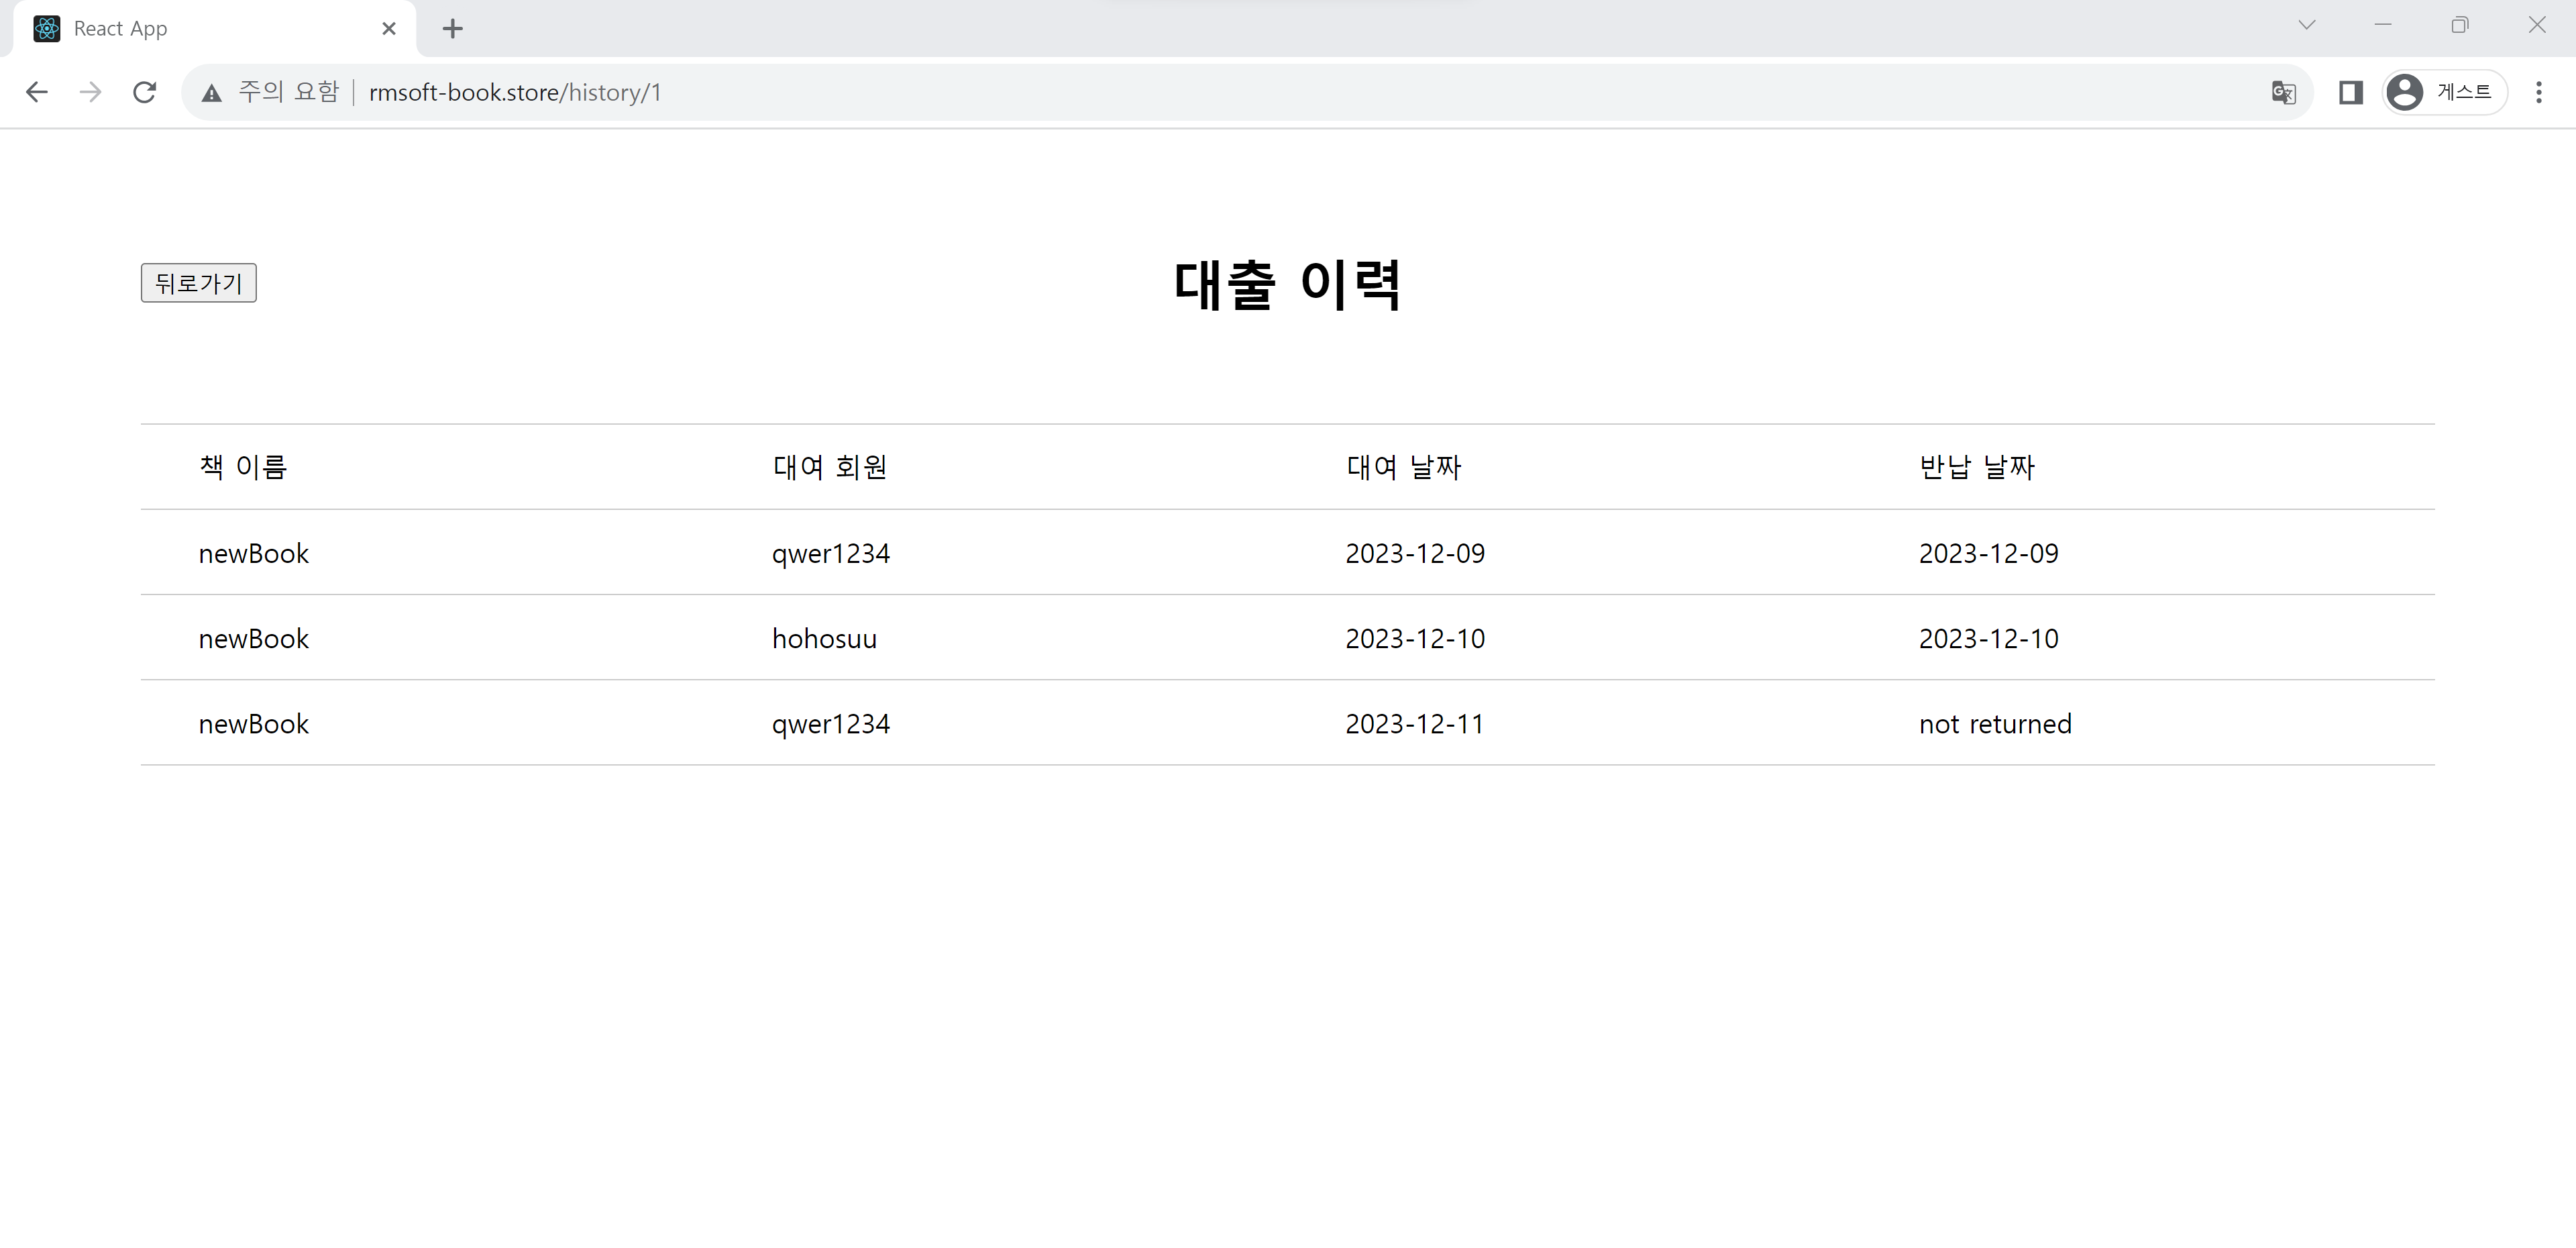 React App
주의 요함 rmsoft-book.store/history/1 게스트
뒤로가기 대출 이력
책 이름 대여 회원 대여 날짜 반납 날짜
newBook qwer1234 2023-12-09 2023-12-09
newBook hohosuu 2023-12-10 2023-12-10
newBook qwer1234 2023-12-11 not returned